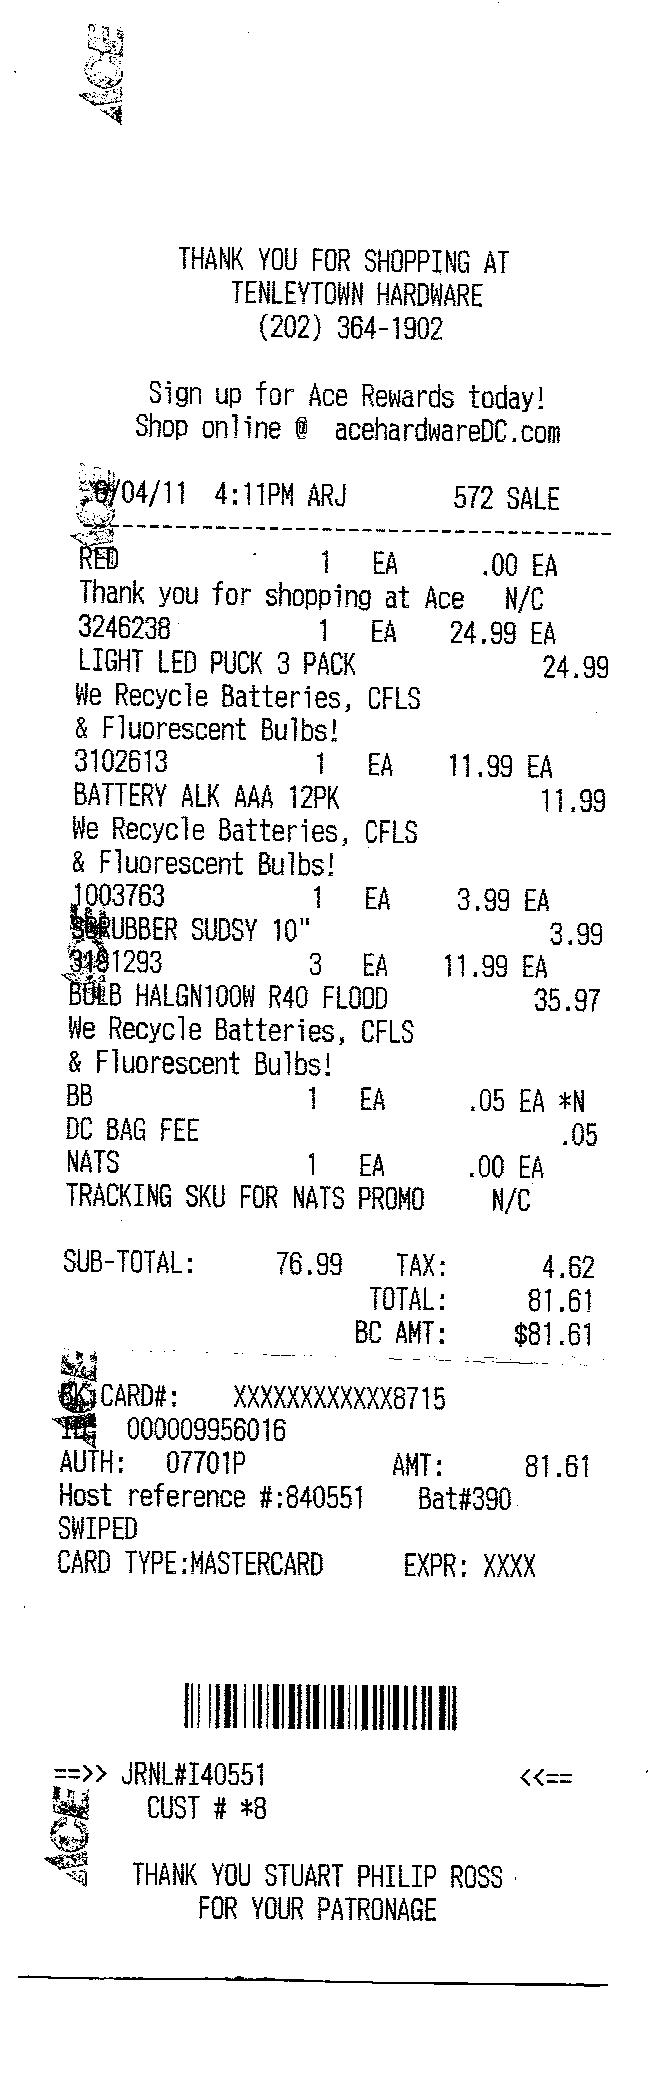 ACE
THANK YOU FOR SHOPPING AT
TENLEYTOWN HARDWARE
(202) 364-1902
Sign up for Ace Rewards today!
Shop online @ acehardwareDC.com
/04/11 4:11PM ARJ 572 SALE
RED 1 EA .00 EA
Thank you for shopping at Ace N/C
3246238 1 EA 24.99 EA
LIGHT LED PUCK 3 PACK 24.99
We Recycle Batteries, CFLS
& Fluorescent Bulbs!
3102613 1 EA 11.99 EA
BATTERY ALK AAA 12PK 11.99
We Recycle Batteries, CFLS
& Fluorescent Bulbs!
1003763 1 EA 3.99 EA
SCRUBBER SUDSY 10" 3.99
3181293 3 EA 11.99 EA
BULB HALGN100W R40 FLOOD 35.97
We Recycle Batteries, CFLS
& Fluorescent Bulbs!
BB 1 EA .05 EA *N
DC BAG FEE .05
NATS 1 EA .00 EA
TRACKING SKU FOR NATS PROMO N/C
SUB-TOTAL: 76.99 TAX: 4.62
TOTAL: 81.61
BC AMT: $81.61
CARD#: XXXXXXXXXXXX8715
000009956016
AUTH: 07701P AMT: 81.61
Host reference #:840551 Bat#390
SWIPED
CARD TYPE:MASTERCARD EXPR: XXXX
==>> JRNL#I40551 <<==
CUST # *8
ACE
THANK YOU STUART PHILIP ROSS
FOR YOUR PATRONAGE